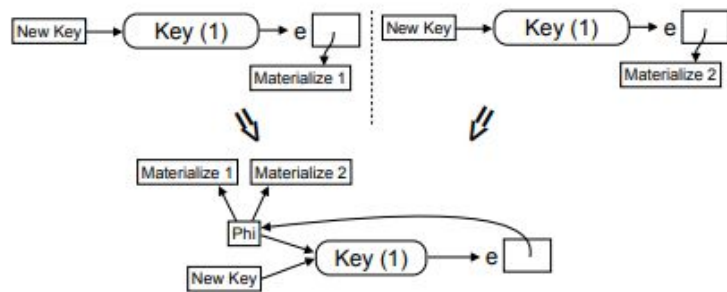 New Key Key (1) e New Key Key (1) e
Materialize 1 Materialize 2
Materialize 1 Materialize 2
Phi
Key (1) e
New Key